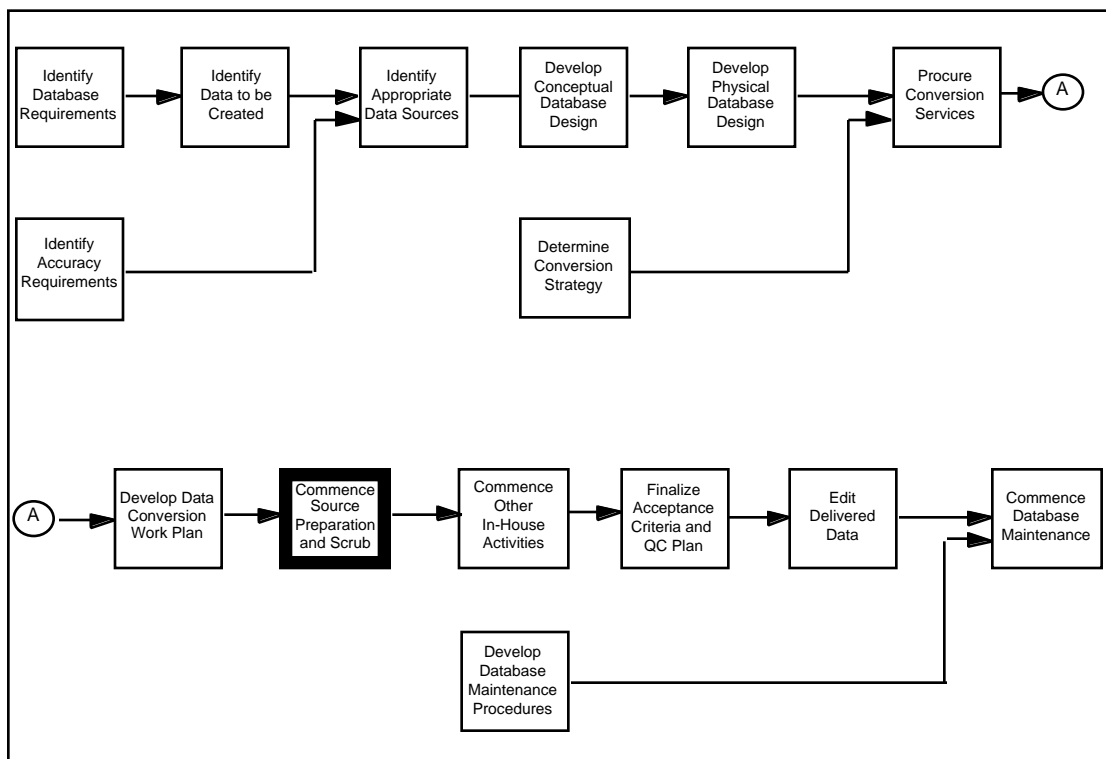 Identify
Database
Requirements
Identify
Data to be
Created
Identify
Appropriate
Data Sources
Develop
Conceptual
Database
Design
Develop
Physical
Database
Design
Procure
Conversion
Services
A
Identify
Accuracy
Requirements
Determine
Conversion
Strategy
A
Develop Data
Conversion
Work Plan
Commence
Source
Preparation
and Scrub
Commence
Other
In-House
Activities
Finalize
Acceptance
Criteria and
QC Plan
Edit
Delivered
Data
Commence
Database
Maintenance
Develop
Database
Maintenance
Procedures